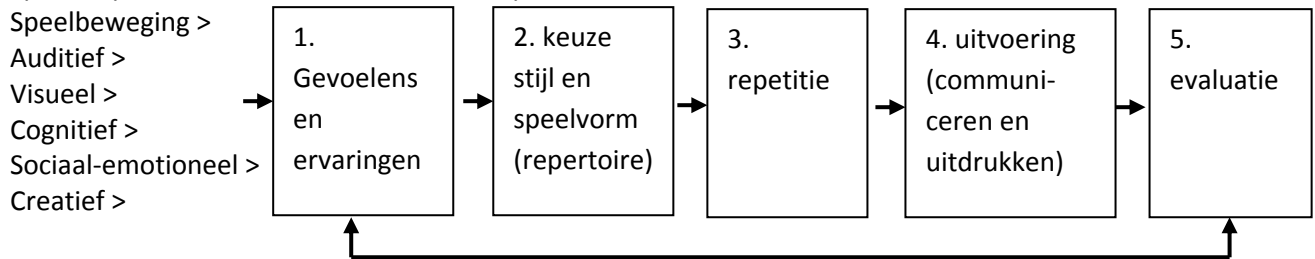 Speelbeweging >
Auditief >
Visueel >
Cognitief >
Sociaal-emotioneel >
Creatief >
1.
Gevoelens
en
ervaringen
2. keuze
stijl en
speelvorm
(repertoire)
3.
repetitie
4. uitvoering
(communi-
ceren en
uitdrukken)
5.
evaluatie